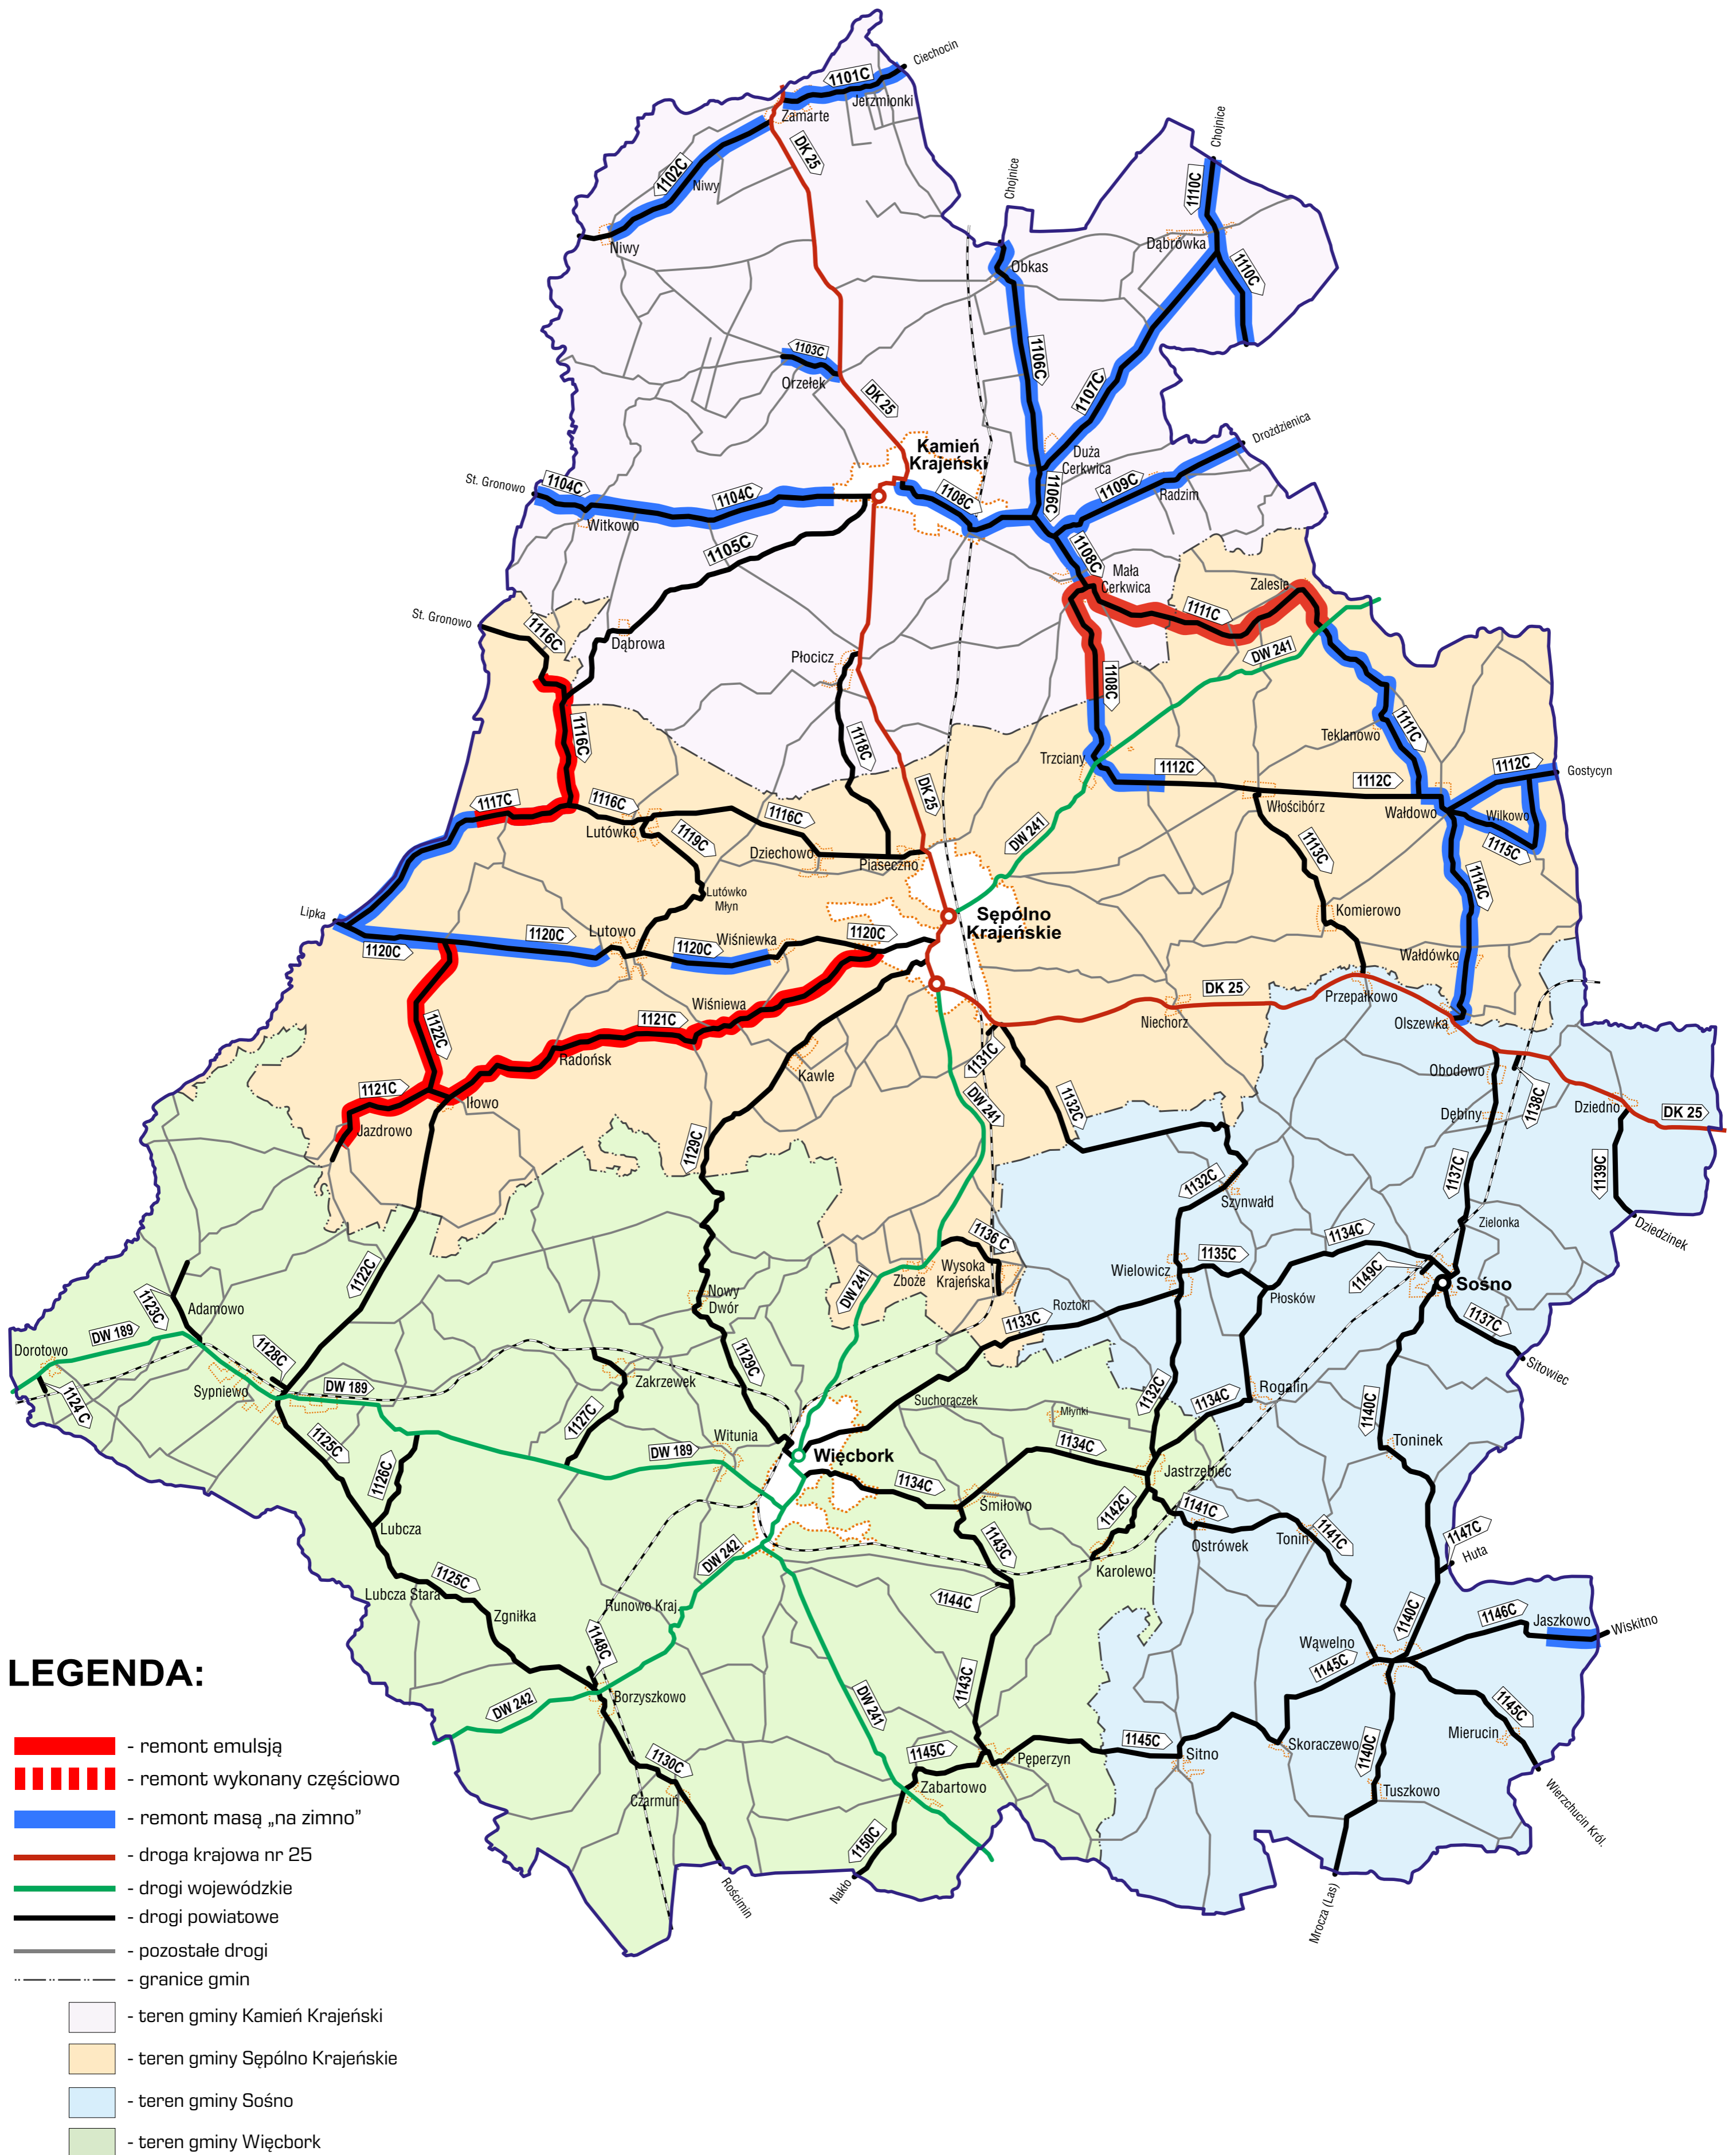 Ciechocin
1101C
Jerzmionki
Zamarte
DK 25
1102C
Niwy
Niwy
Chojnice
Chojnice
1110C
Dąbrówka
1110C
Obkas
1106C
1107C
1103C
Orzełek
DK 25
Kamień
Krajeński
Duża
Cerkwica
Drożdzienica
1109C
Radzim
1106C
St. Gronowo
1104C
1104C
1108C
Witkowo
1105C
1108C
Mała
Cerkwica
Zalesie
1111C
St. Gronowo
1116C
Dąbrowa
Płocicz
DW 241
1108C
1116C
1118C
Teklanowo
1111C
Trzciany
1112C
1112C
1112C
Gostycyn
DK 25
Włościbórz
Wałdowo
Wilkowo
1115C
1117C
1116C
Lutówko
1116C
1119C
Dziechowo
Piaseczno
DW 241
1113C
1114C
Lutówko
Młyn
Komierowo
Lipka
1120C
1120C
Lutowo
1120C
Wiśniewka
1120C
Sępólno
Krajeńskie
Wałdówko
Wiśniewa
1121C
1122C
Radońsk
DK 25
Niechorz
Przepałkowo
Olszewka
1121C
Iłowo
Jazdrowo
Kawle
1131C
DW 241
1132C
Obodowo
Dębiny
1138C
Dziedno
DK 25
1129C
1137C
1139C
1132C
Szynwałd
Zielonka
Dziedzinek
1136 C
Wysoka
Krajeńska
Zboże
1134C
1135C
Wielowicz
1149C
Sośno
Płosków
1122C
Nowy
Dwór
DW 241
Roztoki
1133C
1137C
Sitowiec
1123C
Adamowo
DW 189
Dorotowo
1128C
1129C
1124 C
Sypniewo
DW 189
Zakrzewek
Suchorączek
Młynki
1132C
1134C
Rogalin
1140C
1127C
1125C
1126C
Witunia
DW 189
Więcbork
1134C
1134C
Jastrzębiec
Toninek
Śmiłowo
1142C
1141C
Lubcza
1143C
Ostrówek
Tonin
1141C
1147C
Huta
DW 242
Karolewo
1125C
Lubcza Stara
Zgniłka
Runowo Kraj.
1144C
1140C
1146C
Jaszkowo
Wiskitno
1148C
Wąwelno
1145C
LEGENDA:
Borzyszkowo
DW 242
DW 241
1143C
1145C
Mierucin
- remont emulsją
1130C
1145C
Pęperzyn
1145C
Sitno
Skoraczewo
1140C
- remont wykonany częściowo
Czarmuń
Zabartowo
Tuszkowo
Wierzchucin Król.
- remont masą „na zimno”
1150C
- droga krajowa nr 25
Nakło
Rościmin
Mrocza (Las)
- drogi wojewódzkie
- drogi powiatowe
- pozostałe drogi
- granice gmin
- teren gminy Kamień Krajeński
- teren gminy Sępólno Krajeńskie
- teren gminy Sośno
- teren gminy Więcbork